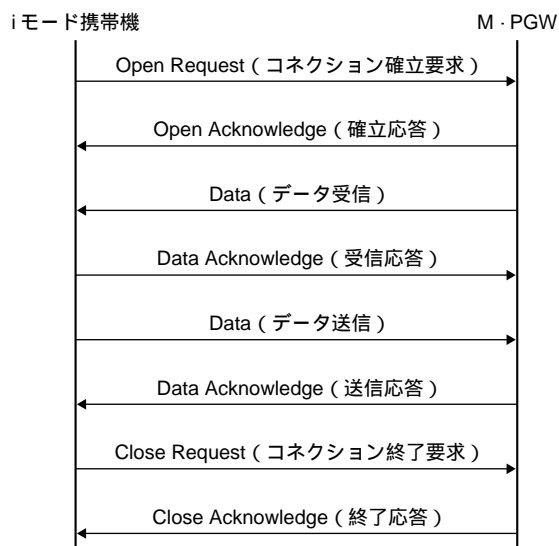 iモード携帯機
M・PGW
Open Request(コネクション確立要求)
Open Acknowledge(確立応答)
Data(データ受信)
Data Acknowledge(受信応答)
Data(データ送信)
Data Acknowledge(送信応答)
Close Request(コネクション終了要求)
Close Acknowledge(終了応答)